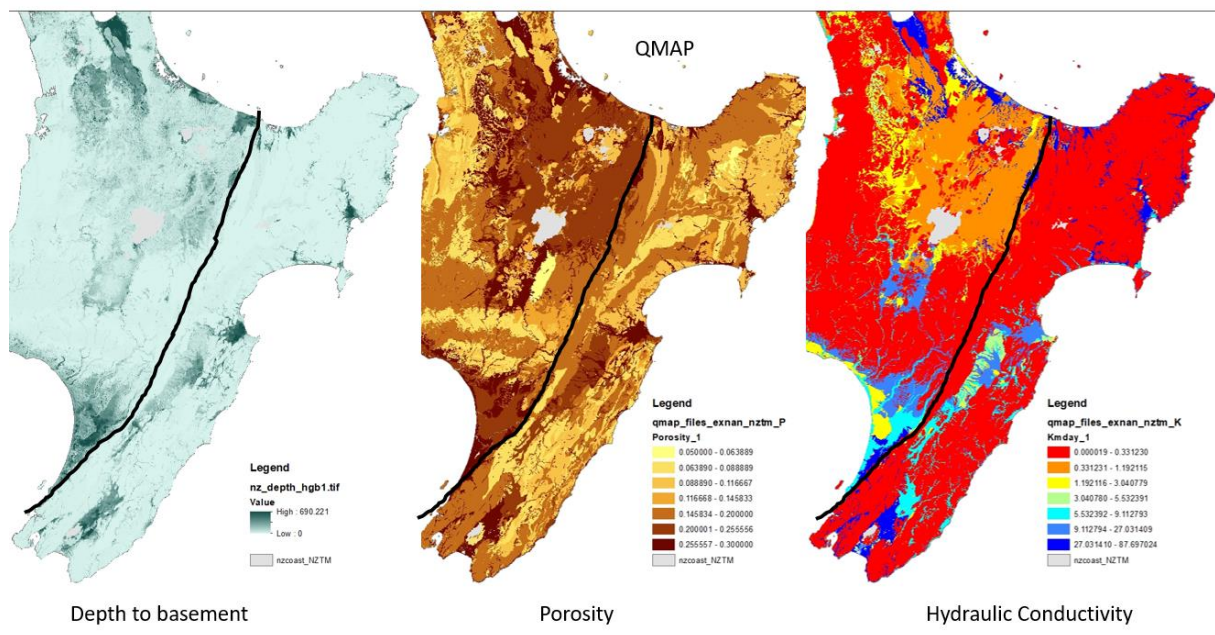 QMAP
Legend
nz_depth_hgb1.tif
Value
High : 690.221
Low : 0
nzcoast_NZTM
Depth to basement
Legend
qmap_files_exnan_nztm_P
Porosity_1
0.050000 - 0.063889
0.063890 - 0.088889
0.088890 - 0.116667
0.116668 - 0.145833
0.145834 - 0.200000
0.200001 - 0.255556
0.255557 - 0.300000
nzcoast_NZTM
Porosity
Legend
qmap_files_exnan_nztm_K
Kmday_1
0.000019 - 0.331230
0.331231 - 1.192115
1.192116 - 3.040779
3.040780 - 5.532391
5.532392 - 9.112793
9.112794 - 27.031409
27.031410 - 87.697024
nzcoast_NZTM
Hydraulic Conductivity